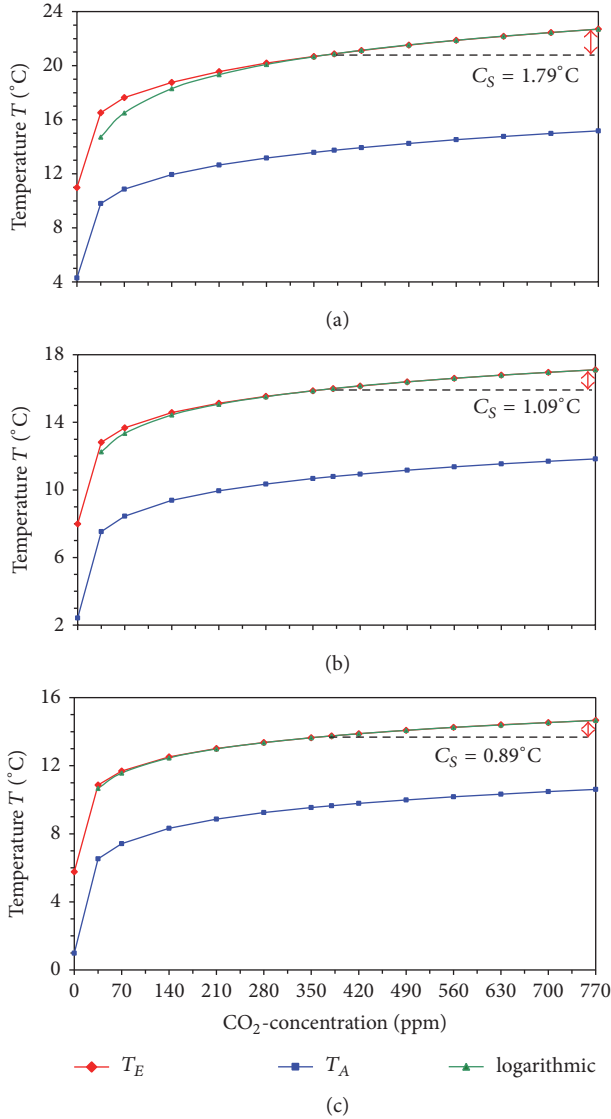 24
20
16
12
8
4
Temperature T (°C)
C_S = 1.79°C
(a)
18
14
10
6
2
Temperature T (°C)
C_S = 1.09°C
(b)
16
12
8
4
0
Temperature T (°C)
C_S = 0.89°C
0 70 140 210 280 350 420 490 560 630 700 770
CO₂-concentration (ppm)
T_E T_A logarithmic
(c)